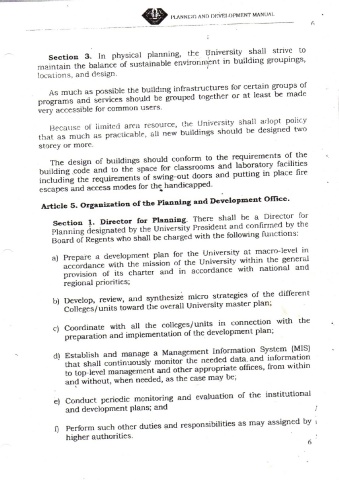 PLANNING AND DEVELOPMENT MANUAL
Section 3. In physical planning, the University shall strive to
maintain the balance of sustainable environment in building groupings,
locations, and design.
As much as possible the building infrastructures for certain groups of
programs and services should be grouped together or at least be made
very accessible for common users.
Because of limited area resource, the University shall adopt policy
that as much as practicable, all new buildings should be designed two
storey or more.
The design of buildings should conform to the requirements of the
building code and to the space for classrooms and laboratory facilities
including the requirements of swing-out doors and putting in place fire
escapes and access modes for the handicapped.
Article 5. Organization of the Planning and Development Office.
Section 1. Director for Planning. There shall be a Director for
Planning designated by the University President and confirmed by the
Board of Regents who shall be charged with the following functions:
a) Prepare a development plan for the University at macro-level in
accordance with the mission of the University within the general
provision of its charter and in accordance with national and
regional priorities;
b) Develop, review, and synthesize micro strategies of the different
Colleges/units toward the overall University master plan;
c) Coordinate with all the colleges/units in connection with the
preparation and implementation of the development plan;
d) Establish and manage a Management Information System (MIS)
that shall continuously monitor the needed data and information
to top-level management and other appropriate offices, from within
and without, when needed, as the case may be;
e) Conduct periodic monitoring and evaluation of the institutional
and development plans; and
f) Perform such other duties and responsibilities as may assigned by
higher authorities.
6